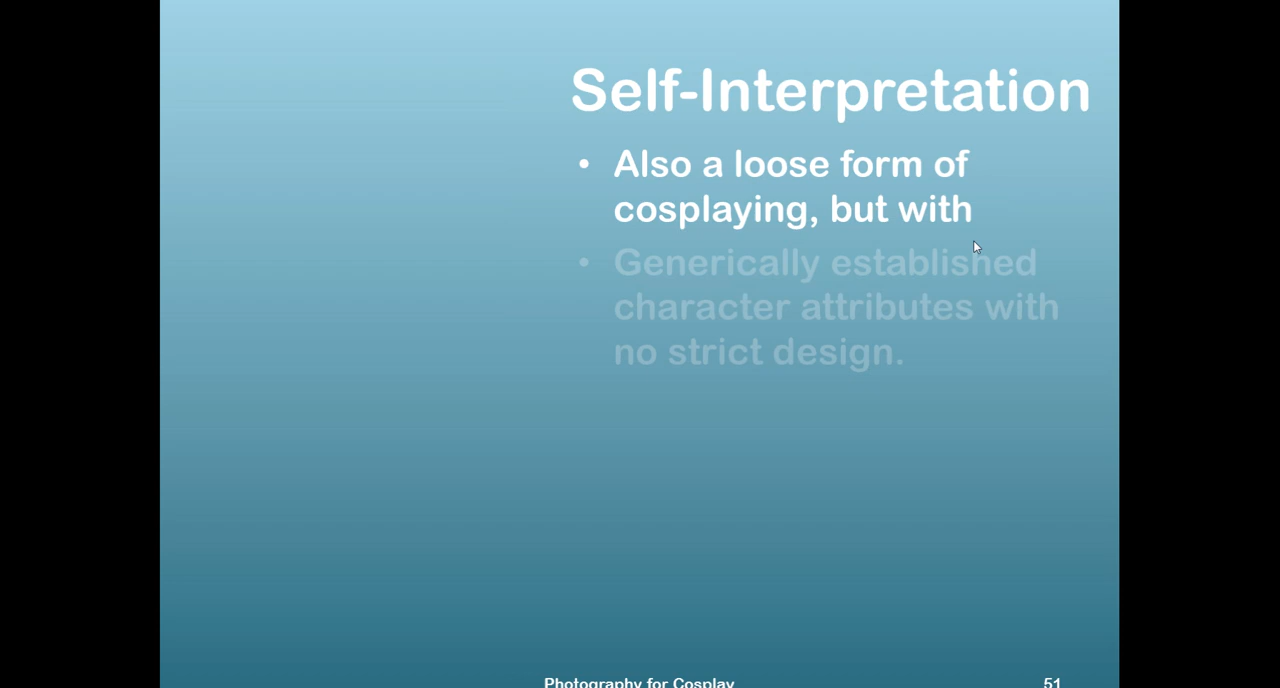 Self-Interpretation
• Also a loose form of
cosplaying, but with
• Generically established
character attributes with
no strict design.
Photography for Cosplay
51